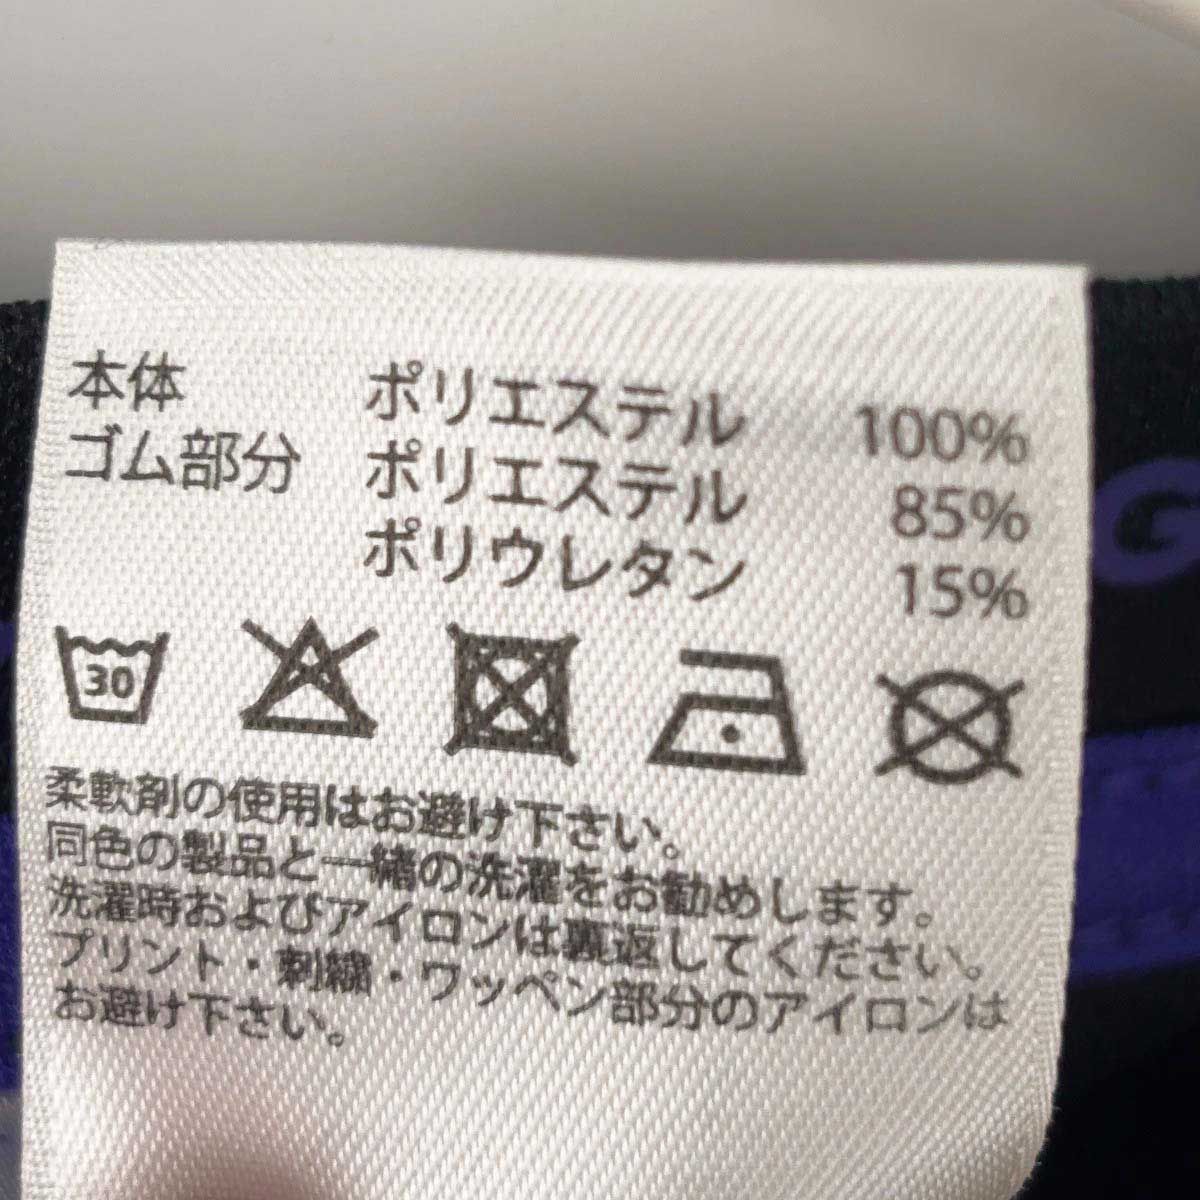 本体 ポリエステル 100%
ゴム部分 ポリエステル 85%
ポリウレタン 15%
30
柔軟剤の使用はお避け下さい。
同色の製品と一緒の洗濯をお勧めします。
洗濯時およびアイロンは裏返してください。
プリント・刺繍・ワッペン部分のアイロンは
お避け下さい。
G